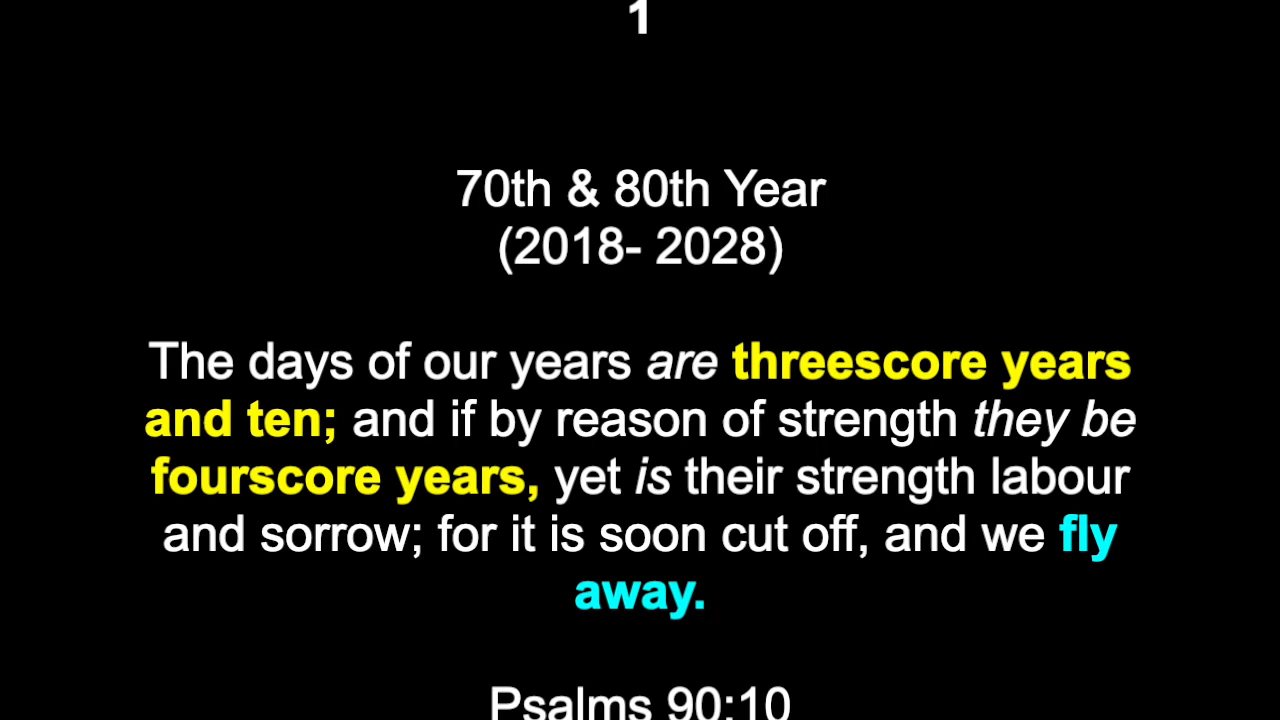 1
70th & 80th Year
(2018- 2028)
The days of our years are threescore years
and ten; and if by reason of strength they be
fourscore years, yet is their strength labour
and sorrow; for it is soon cut off, and we fly
away.
Psalms 90:10